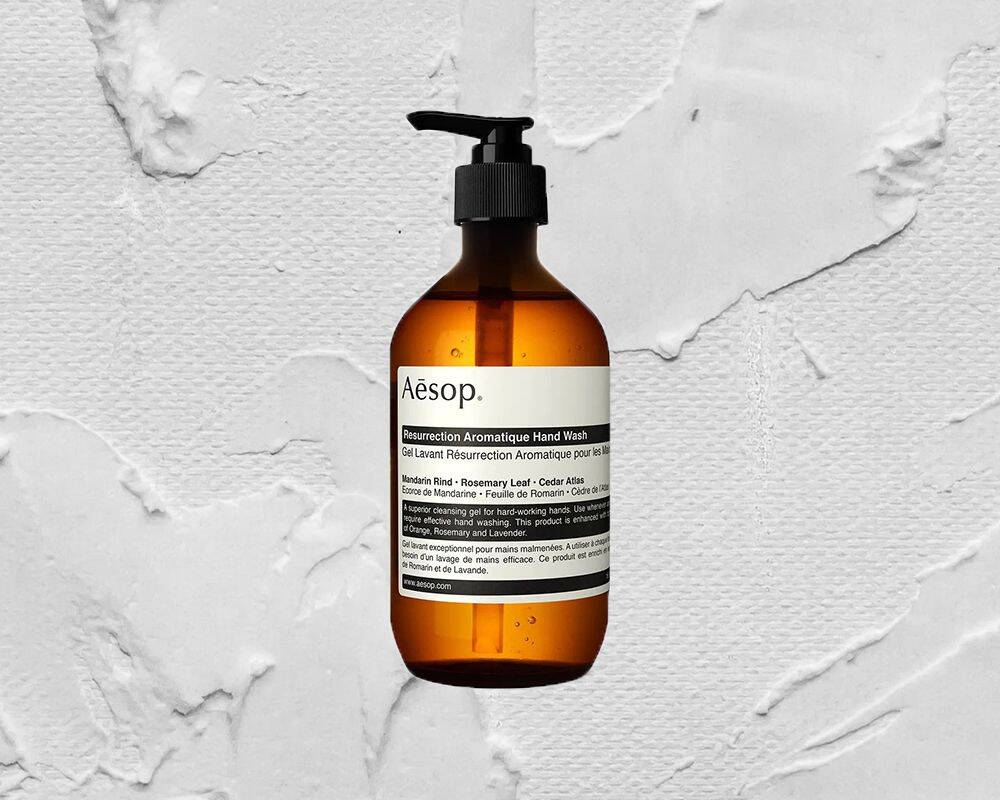 Aēsop®
Resurrection Aromatique Hand Wash
Gel Lavant Résurrection Aromatique pour les
Mandarin Rind • Rosemary Leaf • Cedar Atlas
Ecorce de Mandarine • Feuille de Romarin • Cèdre de
A superior cleansing gel for hard-working hands. Use whenever
require effective hand washing. This product is enhanced with
of Orange, Rosemary and Lavender.
Gel lavant exceptionnel pour mains malmenées. A utiliser à chaque
besoin d'un lavage de mains efficace. Ce produit est enrichi en
de Romarin et de Lavande.
www.aesop.com